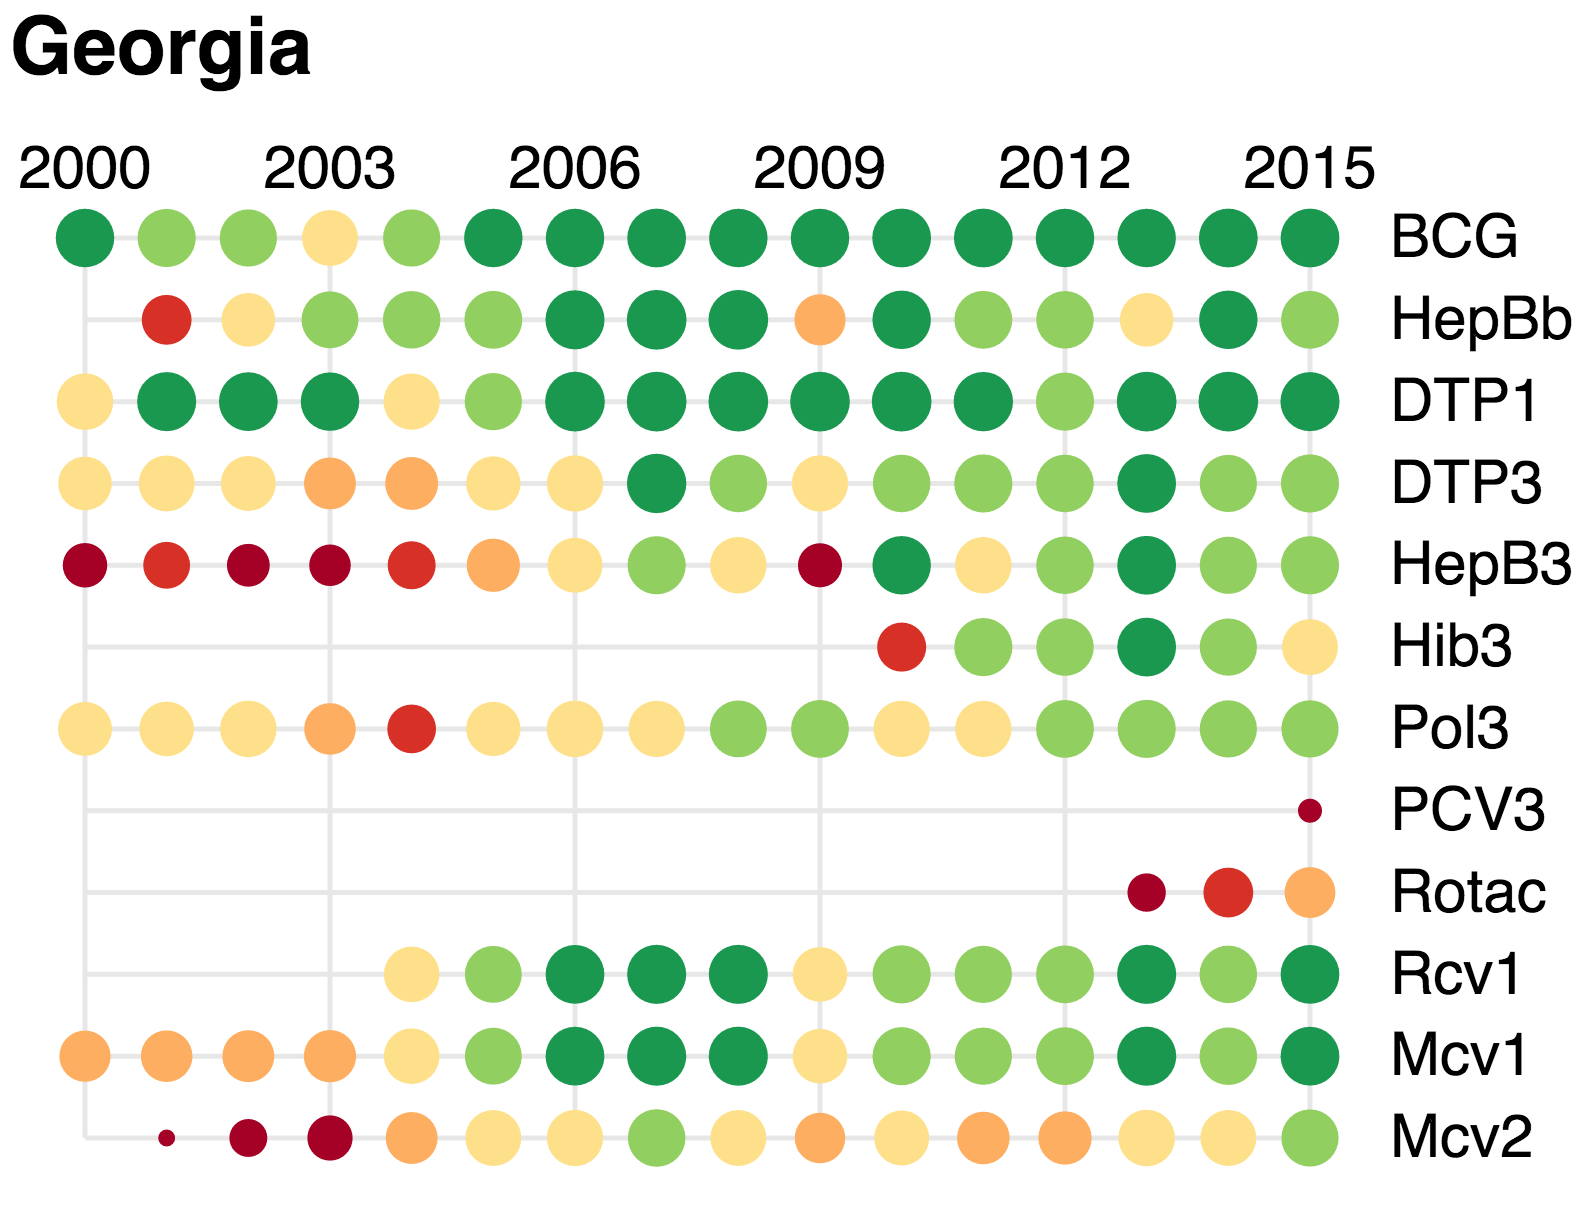 Georgia
2000 2003 2006 2009 2012 2015
BCG
HepBb
DTP1
DTP3
HepB3
Hib3
Pol3
PCV3
Rotac
Rcv1
Mcv1
Mcv2